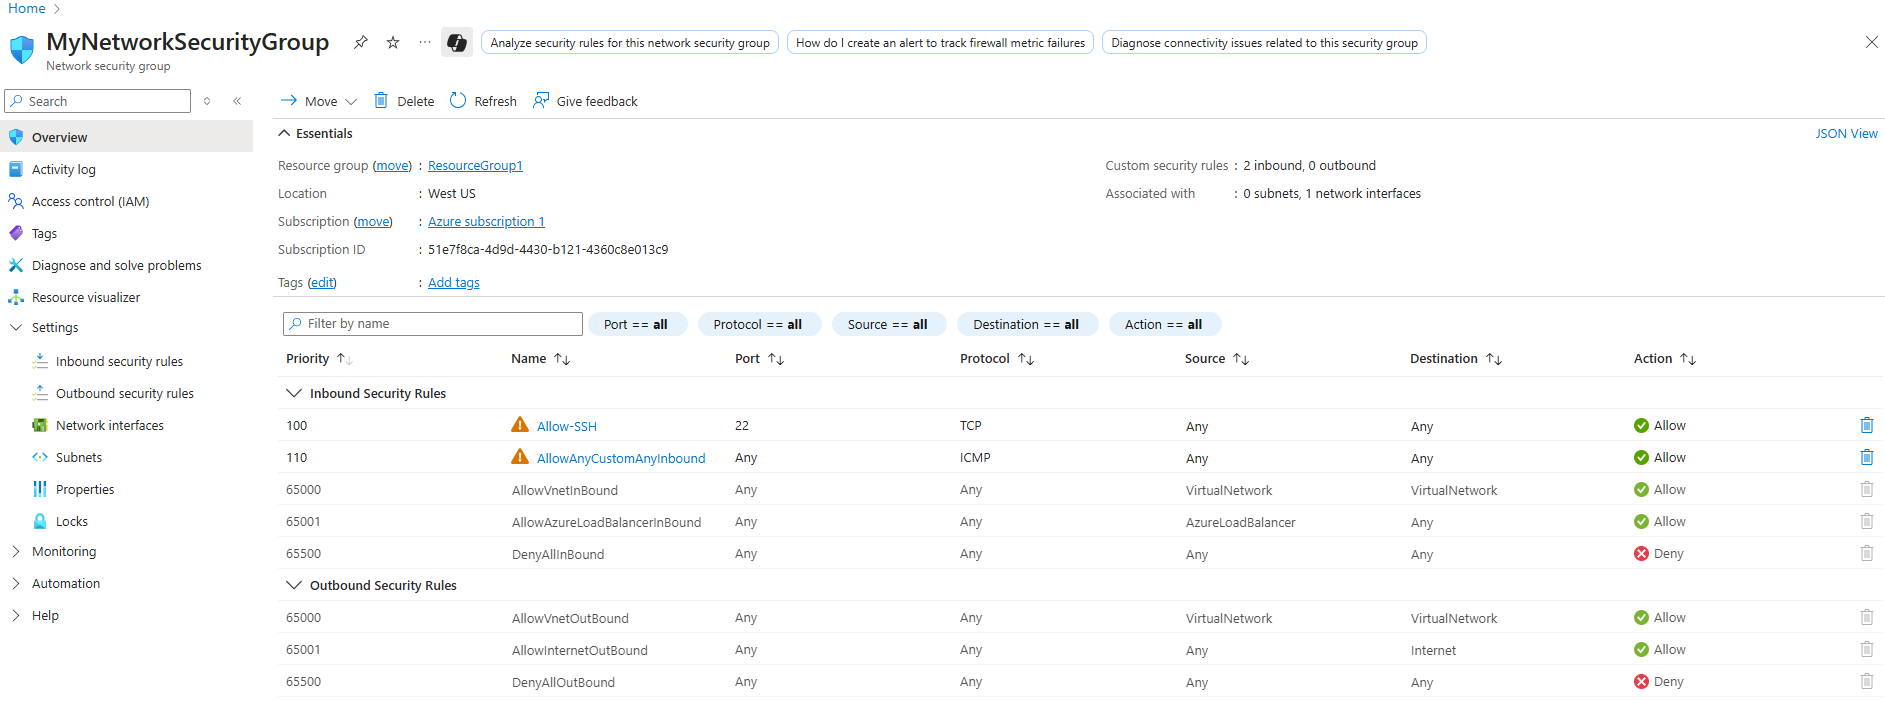 Home
MyNetworkSecurityGroup
Analyze security rules for this network security group
How do I create an alert to track firewall metric failures
Diagnose connectivity issues related to this security group
Network security group
Search
Move
Delete
Refresh
Give feedback
Overview
Activity log
Access control (IAM)
Tags
Diagnose and solve problems
Resource visualizer
Settings
Inbound security rules
Outbound security rules
Network interfaces
Subnets
Properties
Locks
Monitoring
Automation
Help
Essentials
JSON View
Resource group (move) : ResourceGroup1
Location : West US
Subscription (move) : Azure subscription 1
Subscription ID : 51e7f8ca-4d9d-4430-b121-4360c8e013c9
Tags (edit) : Add tags
Custom security rules : 2 inbound, 0 outbound
Associated with : 0 subnets, 1 network interfaces
Filter by name
Port == all
Protocol == all
Source == all
Destination == all
Action == all
Priority Name Port Protocol Source Destination Action
Inbound Security Rules
100 Allow-SSH 22 TCP Any Any Allow
110 AllowAnyCustomAnyInbound Any ICMP Any Any Allow
65000 AllowVnetInBound Any Any VirtualNetwork VirtualNetwork Allow
65001 AllowAzureLoadBalancerInBound Any Any AzureLoadBalancer Any Allow
65500 DenyAllInBound Any Any Any Any Deny
Outbound Security Rules
65000 AllowVnetOutBound Any Any VirtualNetwork VirtualNetwork Allow
65001 AllowInternetOutBound Any Any Any Internet Allow
65500 DenyAllOutBound Any Any Any Any Deny